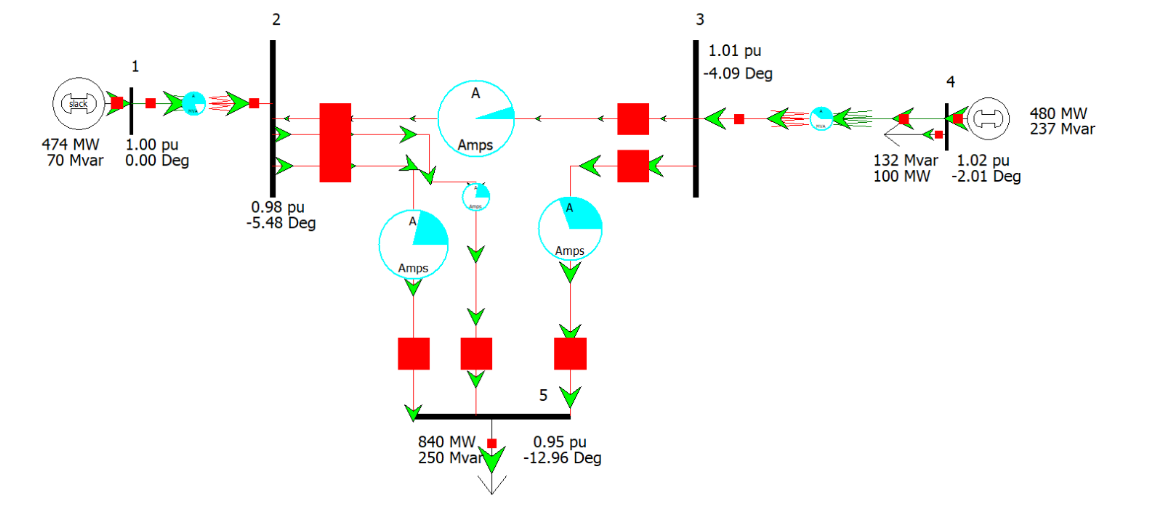 2
3
1
4
5
slack
A
A
Amps
A
A
Amps
A
Amps
474 MW
70 Mvar
1.00 pu
0.00 Deg
0.98 pu
-5.48 Deg
1.01 pu
-4.09 Deg
480 MW
237 Mvar
132 Mvar
100 MW
1.02 pu
-2.01 Deg
840 MW
250 Mvar
0.95 pu
-12.96 Deg